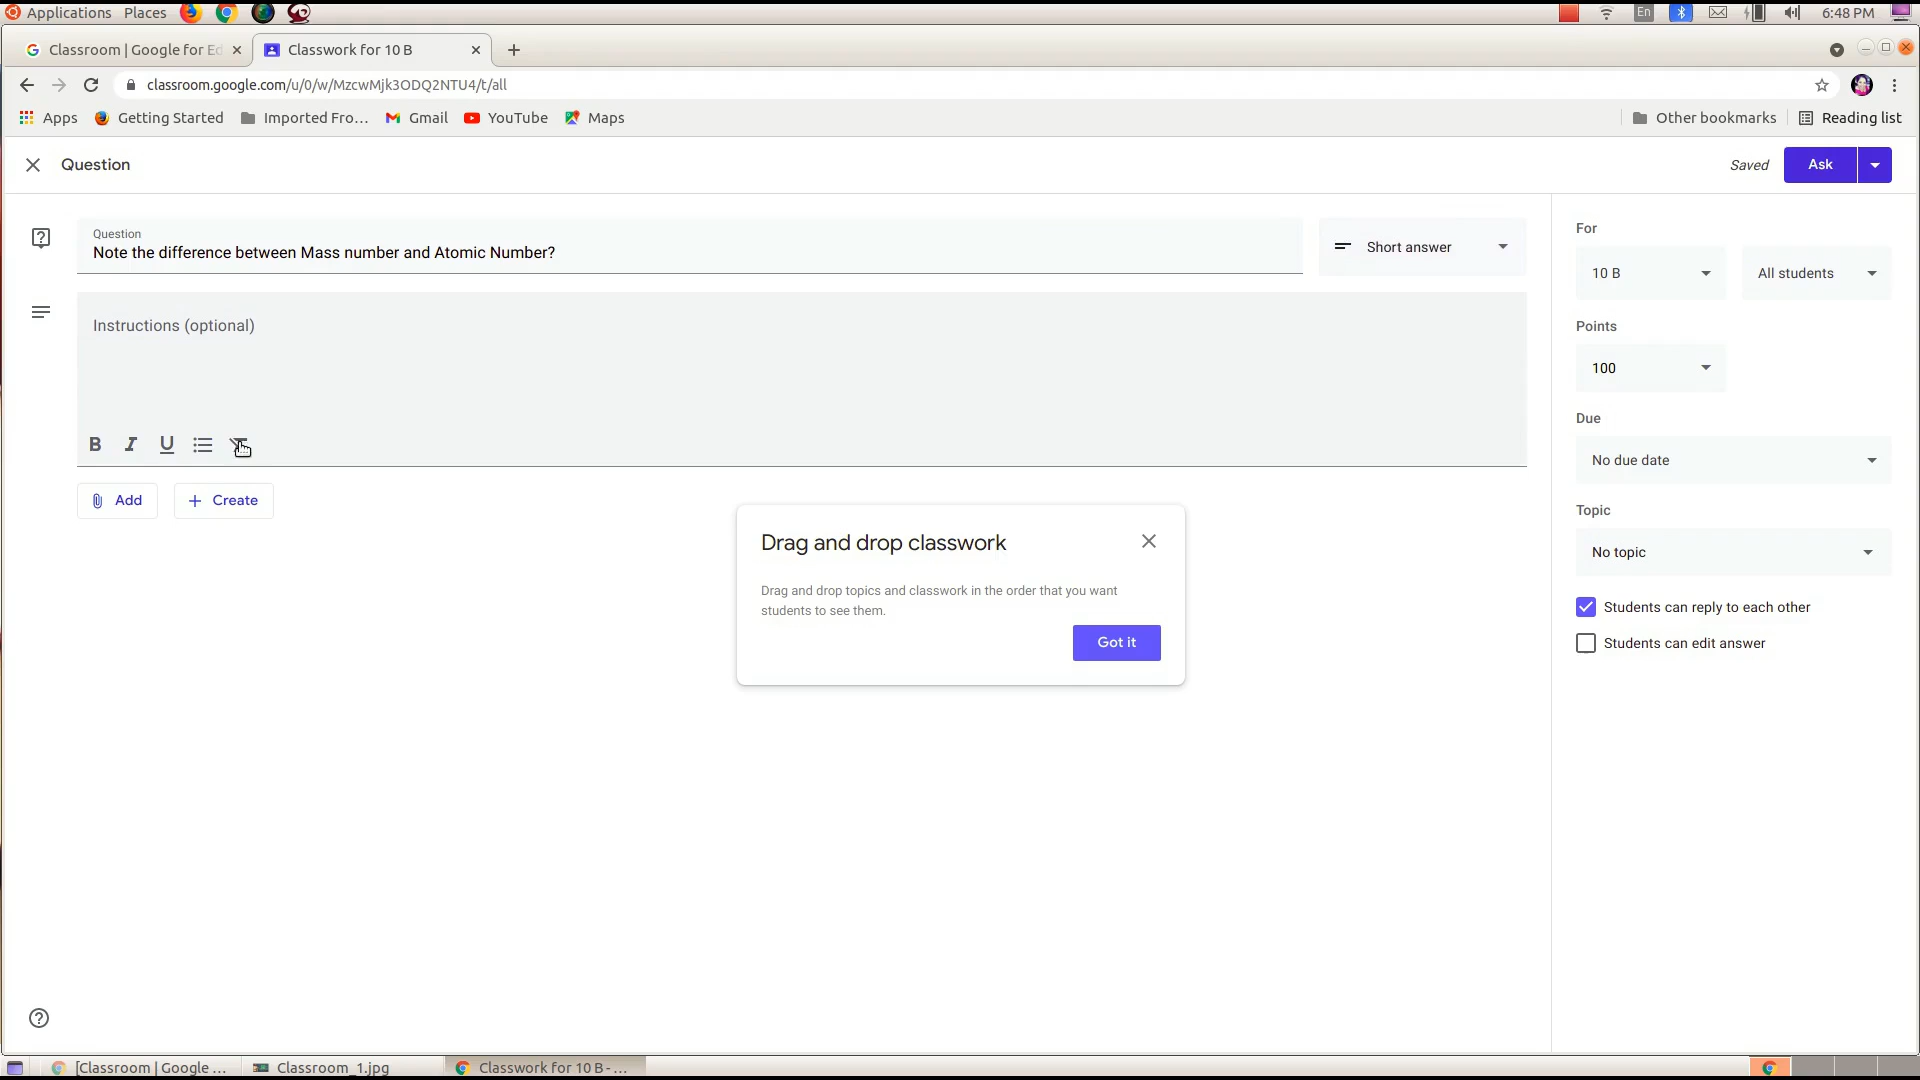 Applications Places En 6:48 PM
Classroom | Google for Ed Classwork for 10 B
classroom.google.com/u/0/w/MzcwMjk3ODQ2NTU4/t/all
Apps Getting Started Imported Fro... Gmail YouTube Maps Other bookmarks Reading list
Question Saved Ask
Question
Note the difference between Mass number and Atomic Number?
Short answer
Instructions (optional)
B I U
Add Create
Drag and drop classwork
Drag and drop topics and classwork in the order that you want
students to see them.
Got it
For
10 B All students
Points
100
Due
No due date
Topic
No topic
Students can reply to each other
Students can edit answer
[Classroom | Google ... Classroom_1.jpg Classwork for 10 B - ...